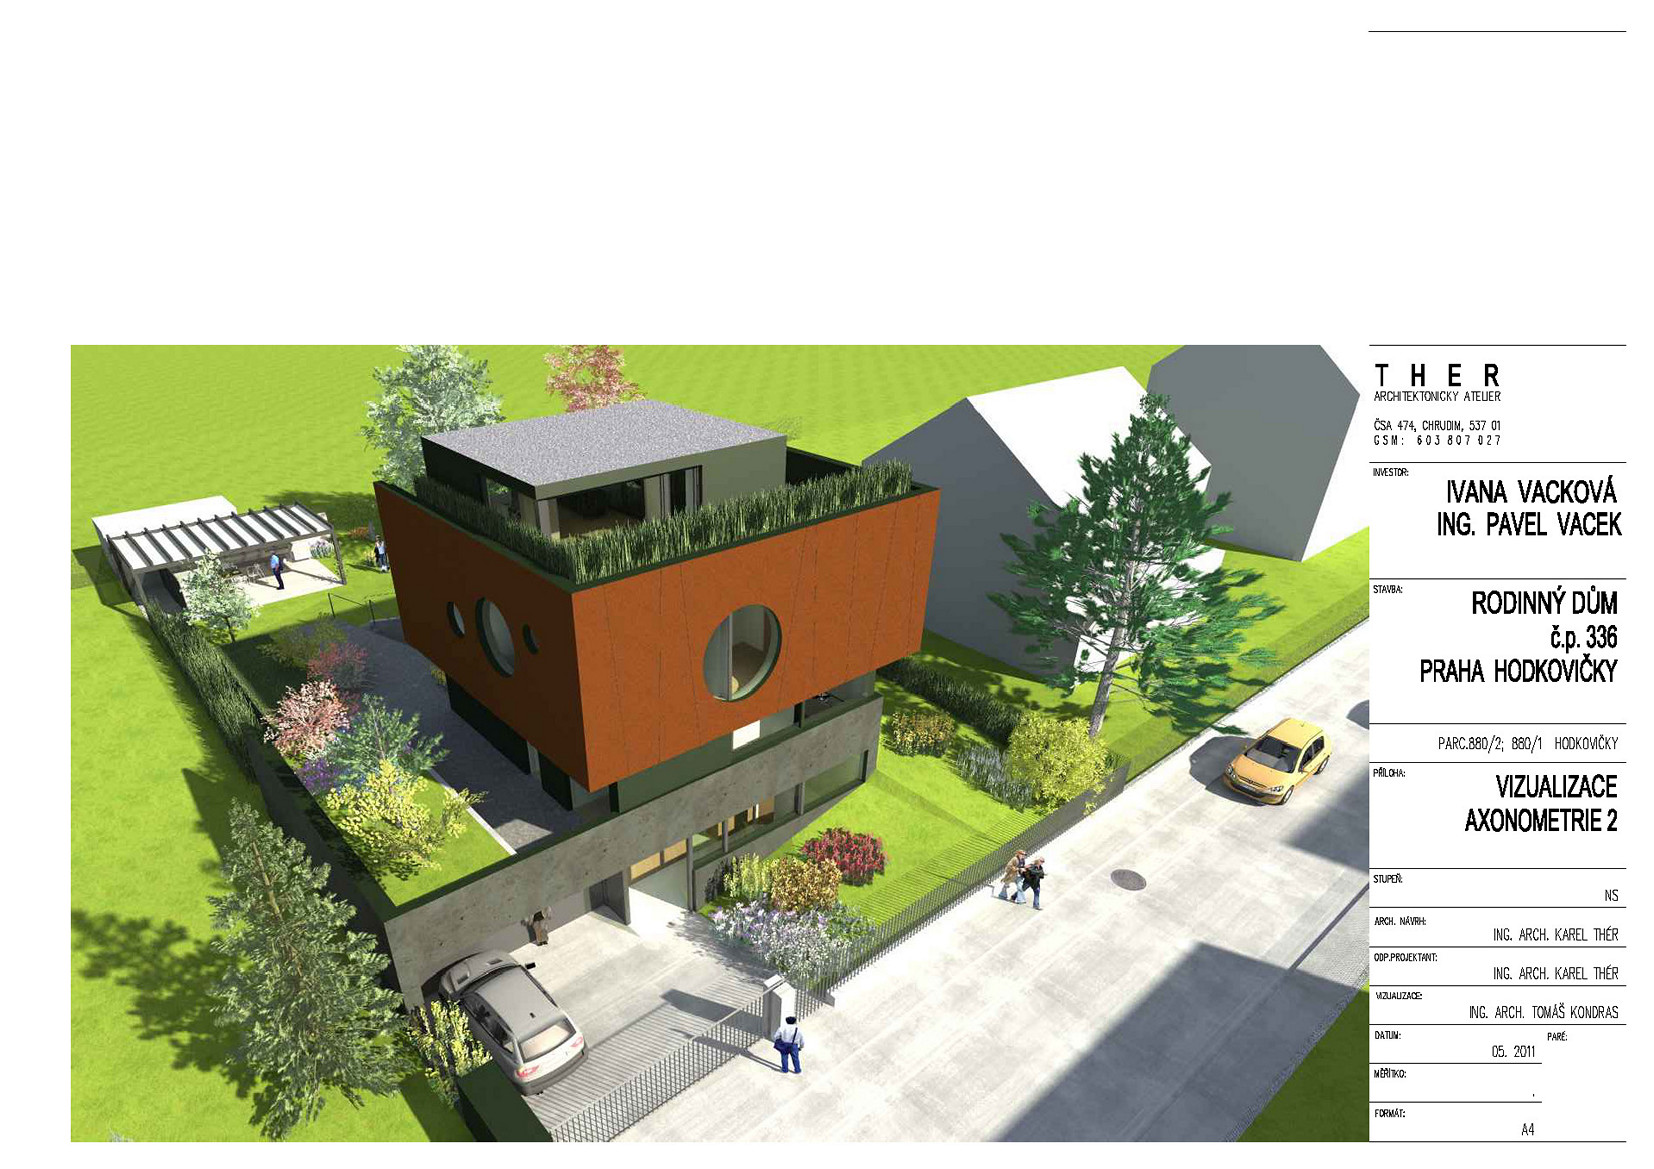 THER
ARCHITEKTONICKÝ ATELIER
ČSA 474, CHRUDIM, 537 01
GSM: 603 807 027
INVESTOR:
IVANA VACKOVÁ
ING. PAVEL VACEK
STAVBA:
RODINNÝ DŮM
č.p. 336
PRAHA HODKOVIČKY
PARC.880/2; 880/1 HODKOVIČKY
PŘÍLOHA:
VIZUALIZACE
AXONOMETRIE 2
STUPEŇ:
NS
ARCH. NÁVRH:
ING. ARCH. KAREL THÉR
ODP.PROJEKTANT:
ING. ARCH. KAREL THÉR
VIZUALIZACE:
ING. ARCH. TOMÁŠ KONDRAS
DATUM:
05. 2011
PARÉ:
MĚŘÍTKO:
.
FORMÁT:
A4